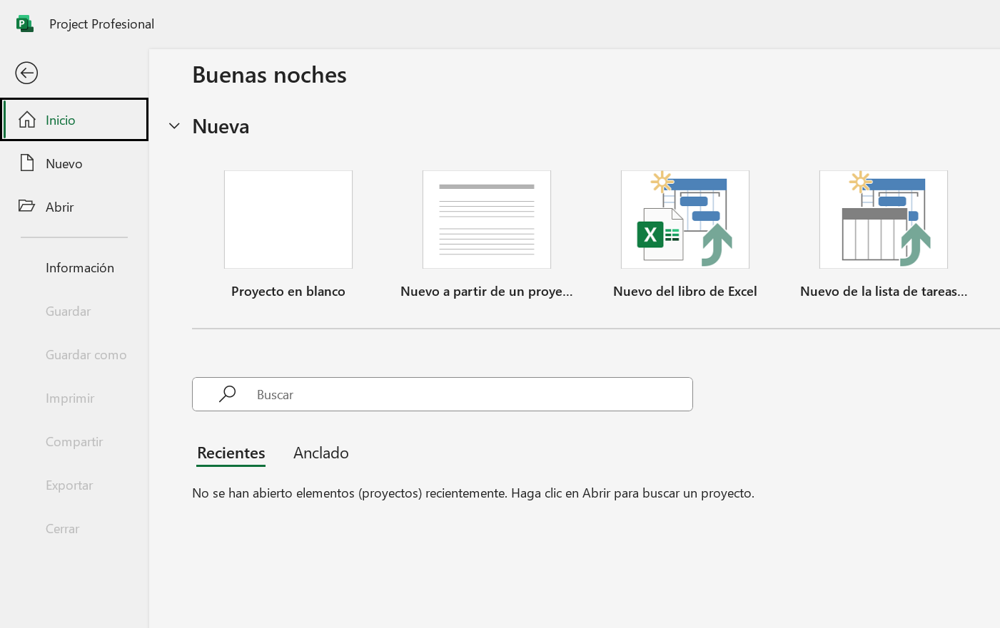 Project Profesional
Inicio
Nuevo
Abrir
Información
Guardar
Guardar como
Imprimir
Compartir
Exportar
Cerrar
Buenas noches
Nueva
Proyecto en blanco
Nuevo a partir de un proye...
Nuevo del libro de Excel
Nuevo de la lista de tareas...
Buscar
Recientes Anclado
No se han abierto elementos (proyectos) recientemente. Haga clic en Abrir para buscar un proyecto.